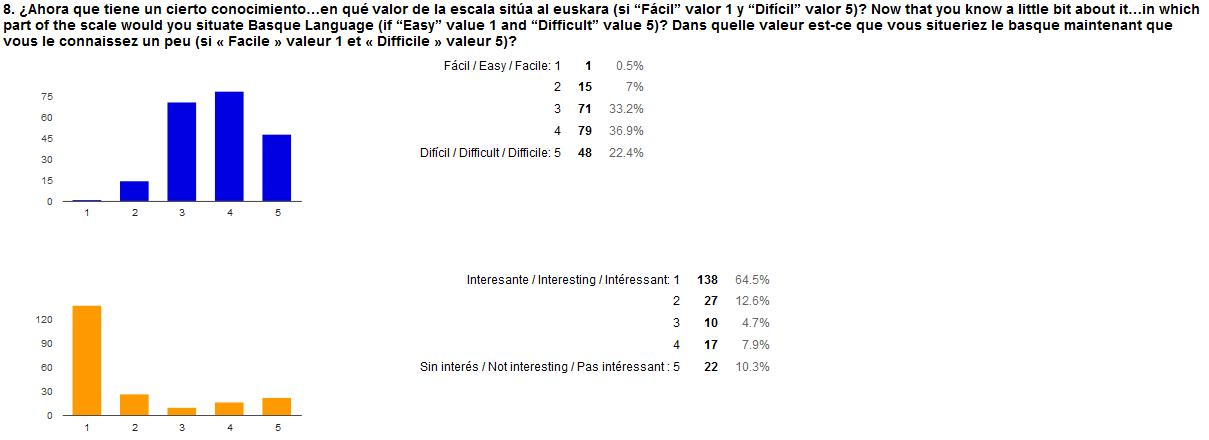 8. ¿Ahora que tiene un cierto conocimiento…en qué valor de la escala sitúa al euskara (si “Fácil” valor 1 y “Difícil” valor 5)? Now that you know a little bit about it…in which
part of the scale would you situate Basque Language (if “Easy” value 1 and “Difficult” value 5)? Dans quelle valeur est-ce que vous situeriez le basque maintenant que
vous le connaissez un peu (si « Facile » valeur 1 et « Difficile » valeur 5)?
75
60
45
30
15
0
1 2 3 4 5
Fácil / Easy / Facile: 1 1 0.5%
2 15 7%
3 71 33.2%
4 79 36.9%
Difícil / Difficult / Difficile: 5 48 22.4%
120
90
60
30
0
1 2 3 4 5
Interesante / Interesting / Intéressant: 1 138 64.5%
2 27 12.6%
3 10 4.7%
4 17 7.9%
Sin interés / Not interesting / Pas intéressant : 5 22 10.3%